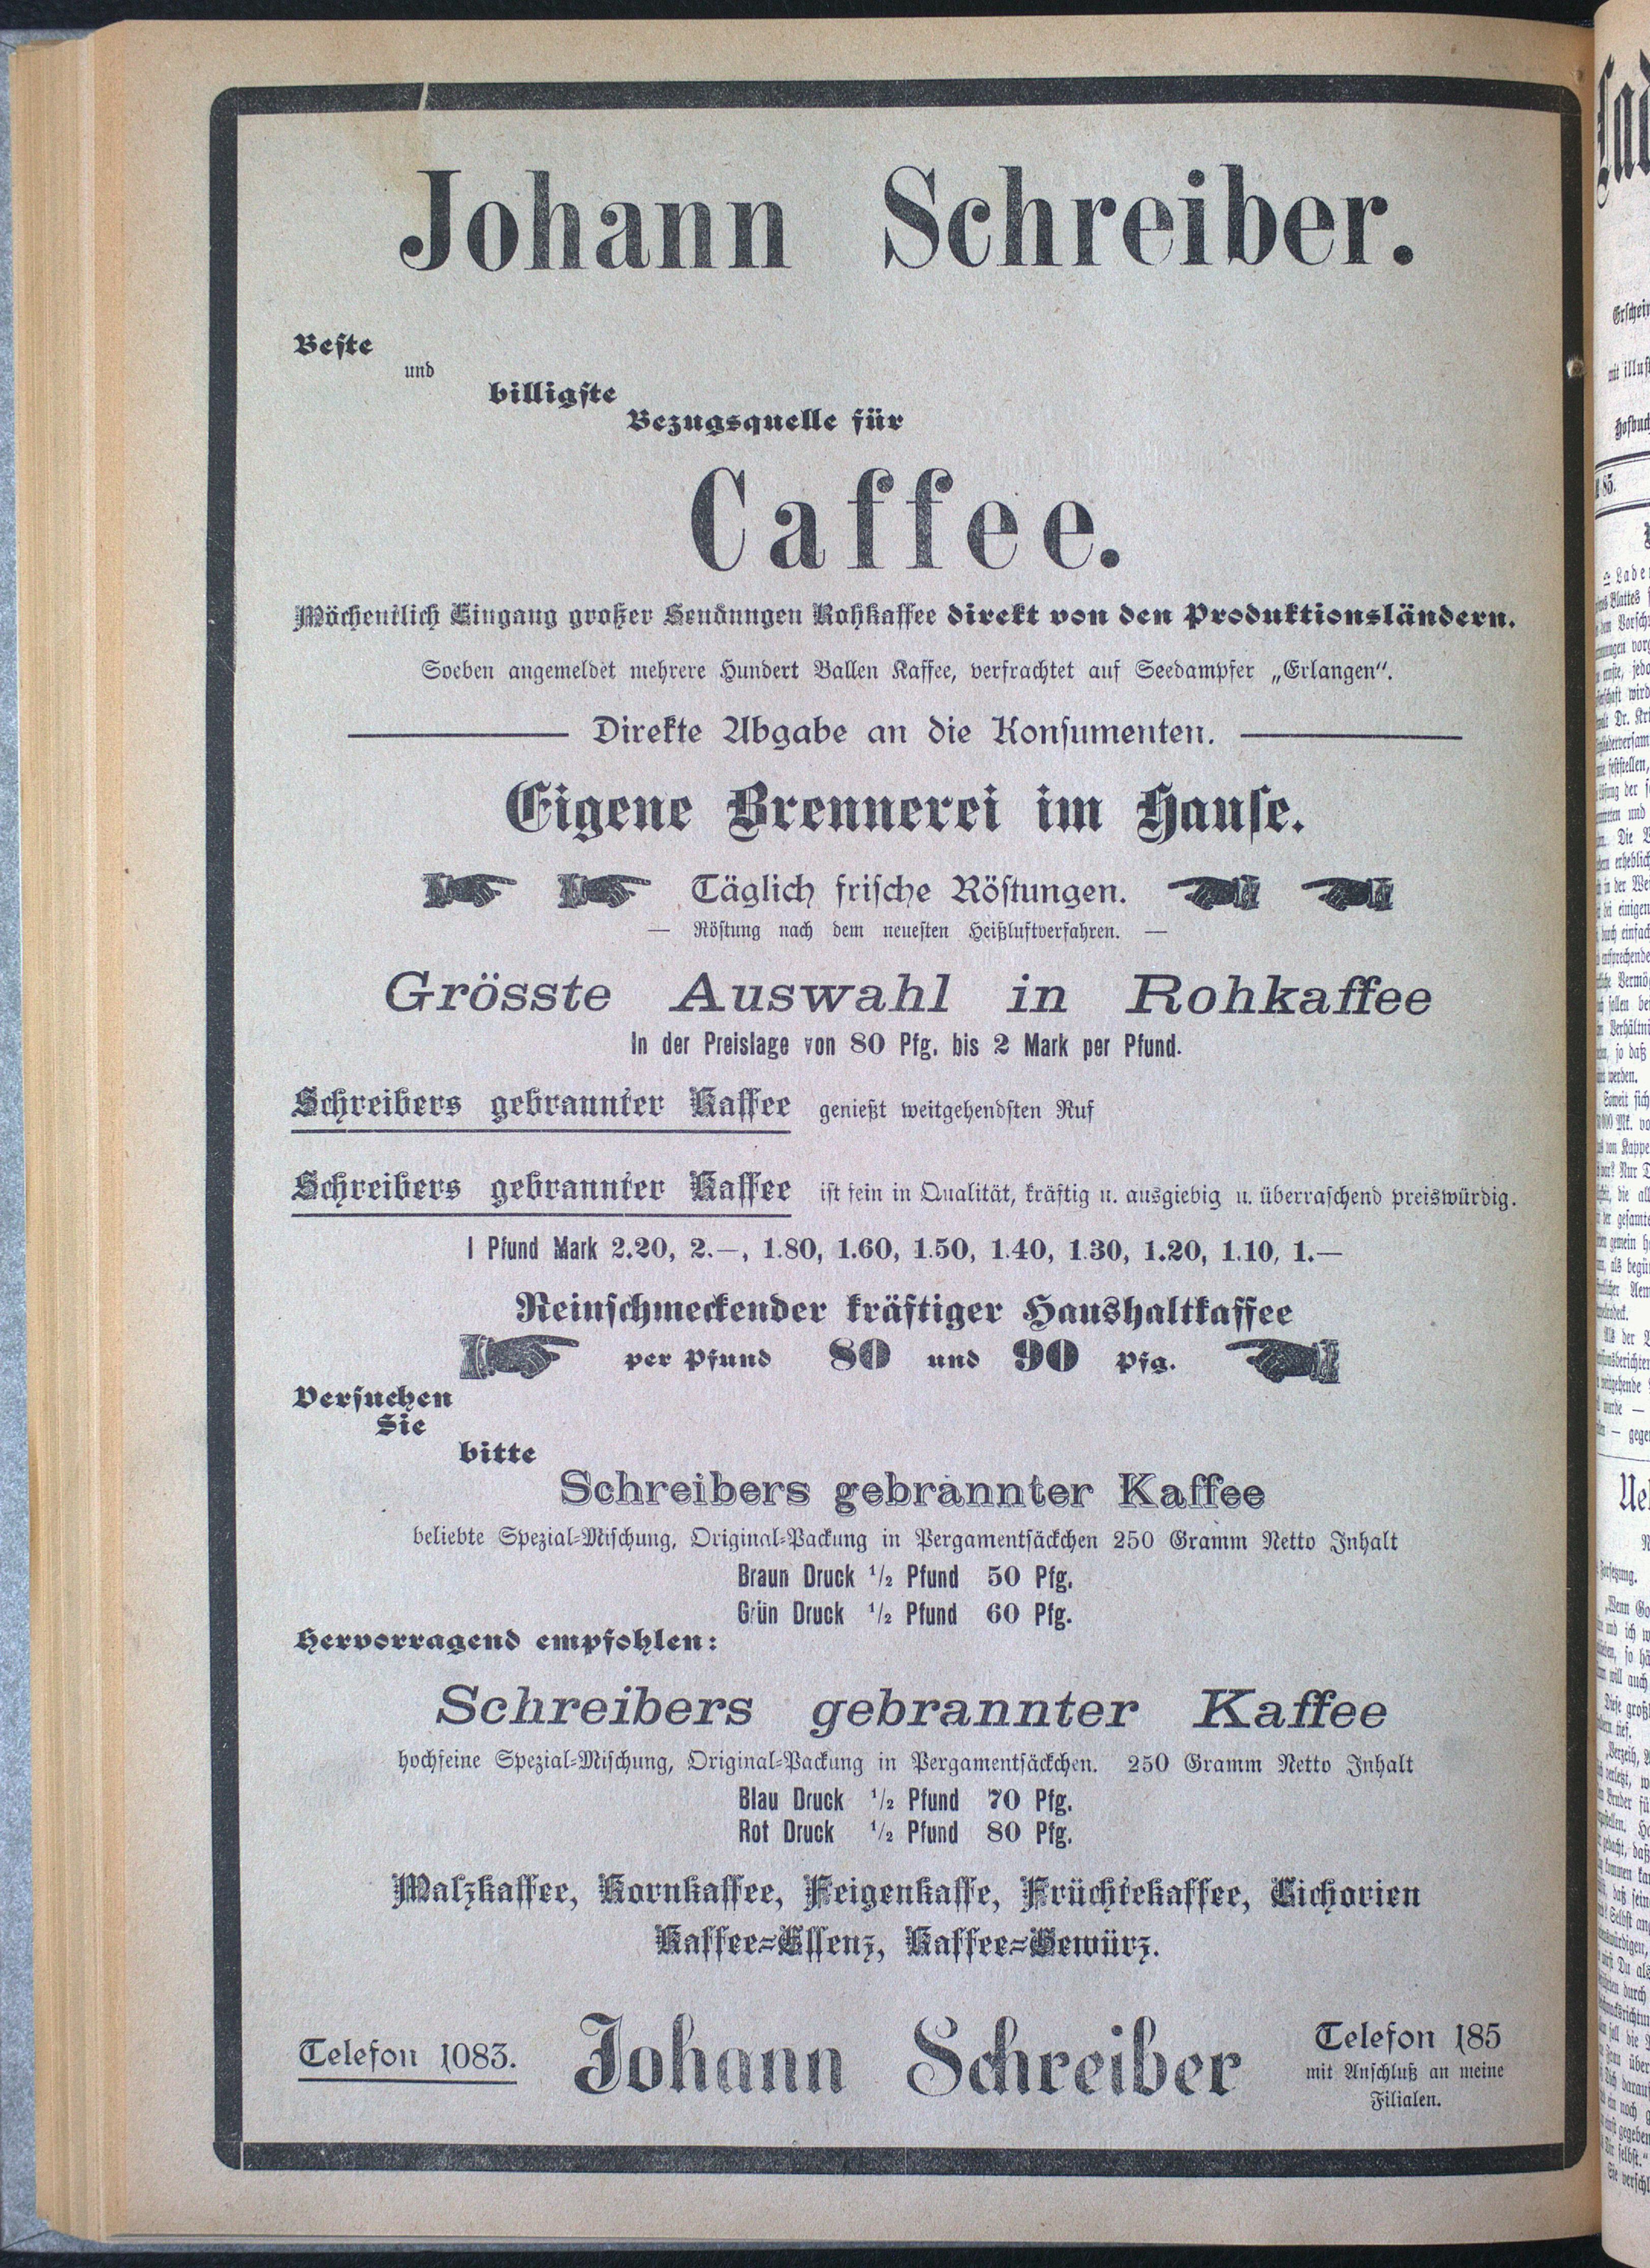 Johann Schreiber.
Beste
und
billigste
Bezugsquelle für
Caffee.
Wöchentlich Eingang großer Sendungen Rohkaffee direkt von den Produktionsländern.
Soeben angemeldet mehrere Hundert Ballen Kaffee, verfrachtet auf Seedampfer „Erlangen“.
Direkte Abgabe an die Konsumenten.
Eigene Brennerei im Hause.
Täglich frische Röstungen.
— Röstung nach dem neuesten Heißluftverfahren. —
Grösste Auswahl in Rohkaffee
In der Preislage von 80 Pfg. bis 2 Mark per Pfund.
Schreibers gebrannter Kaffee genießt weitgehendsten Ruf
Schreibers gebrannter Kaffee ist fein in Qualität, kräftig u. ausgiebig u. überraschend preiswürdig.
1 Pfund Mark 2.20, 2.—, 1.80, 1.60, 1.50, 1.40, 1.30, 1.20, 1.10, 1.—
Reinschmeckender kräftiger Haushaltkaffee
per Pfund 80 und 90 Pfg.
Versuchen
Sie
bitte
Schreibers gebrannter Kaffee
beliebte Spezial-Mischung, Original-Packung in Pergamentsäckchen 250 Gramm Netto Inhalt
Braun Druck 1/2 Pfund 50 Pfg.
Grün Druck 1/2 Pfund 60 Pfg.
Hervorragend empfohlen:
Schreibers gebrannter Kaffee
hochfeine Spezial-Mischung, Original-Packung in Pergamentsäckchen. 250 Gramm Netto Inhalt
Blau Druck 1/2 Pfund 70 Pfg.
Rot Druck 1/2 Pfund 80 Pfg.
Malzkaffee, Kornkaffee, Feigenkaffe, Früchtekaffee, Cichorien
Kaffee-Essenz, Kaffee-Gewürz.
Telefon 1083.
Johann Schreiber
Telefon 185
mit Anschluß an meine
Filialen.